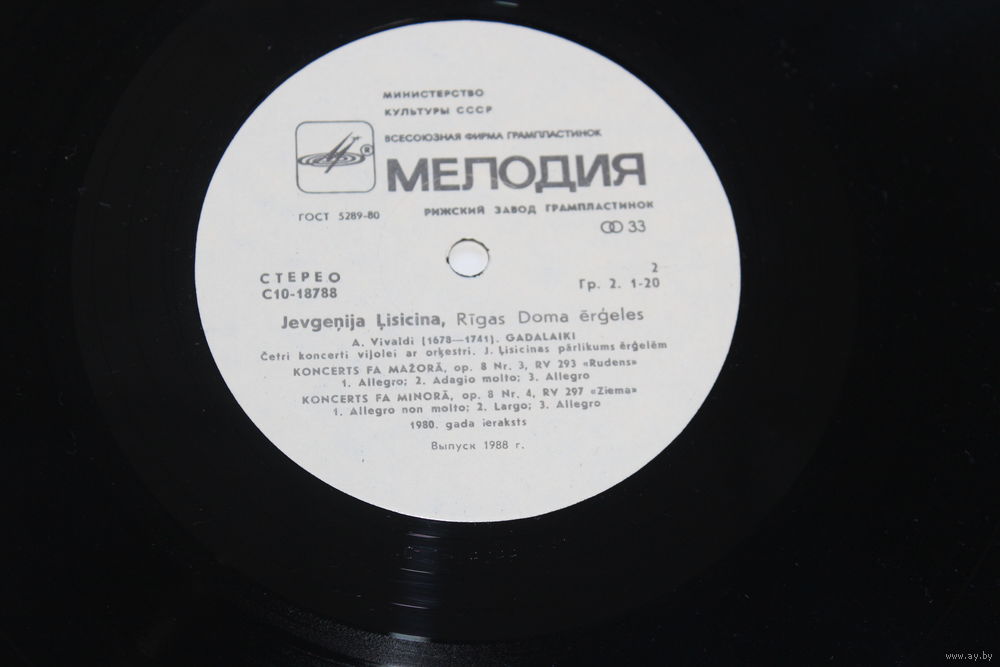 МИНИСТЕРСТВО
КУЛЬТУРЫ СССР
ВСЕСОЮЗНАЯ ФИРМА ГРАМПЛАСТИНОК
®
МЕЛОДИЯ
ГОСТ 5289-80
РИЖСКИЙ ЗАВОД ГРАМПЛАСТИНОК
33
СТЕРЕО
2
С10-18788
Гр. 2. 1-20
Jevgeņija Ļisicina, Rīgas Doma ērģeles
A. Vivaldi (1678—1741). GADALAIKI
Četri koncerti vijolei ar orķestri. J. Ļisicinas pārlikums ērģelēm
KONCERTS FA MAŽORĀ, op. 8 Nr. 3, RV 293 «Rudens»
1. Allegro; 2. Adagio molto; 3. Allegro
KONCERTS FA MINORĀ, op. 8 Nr. 4, RV 297 «Ziema»
1. Allegro non molto; 2. Largo; 3. Allegro
1980. gada ieraksts
Выпуск 1988 г.
www.ay.by